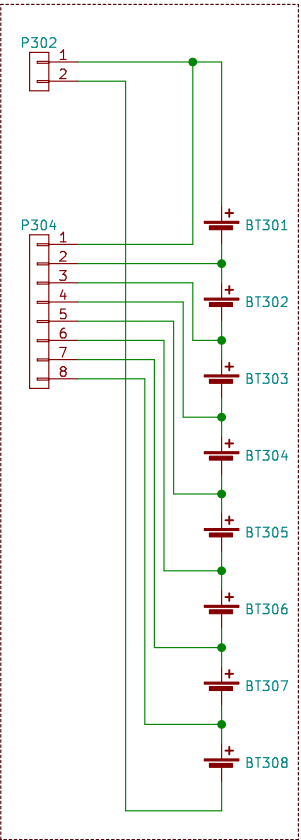 P302
1
2
P304
1
2
3
4
5
6
7
8
+
BT301
+
BT302
+
BT303
+
BT304
+
BT305
+
BT306
+
BT307
+
BT308